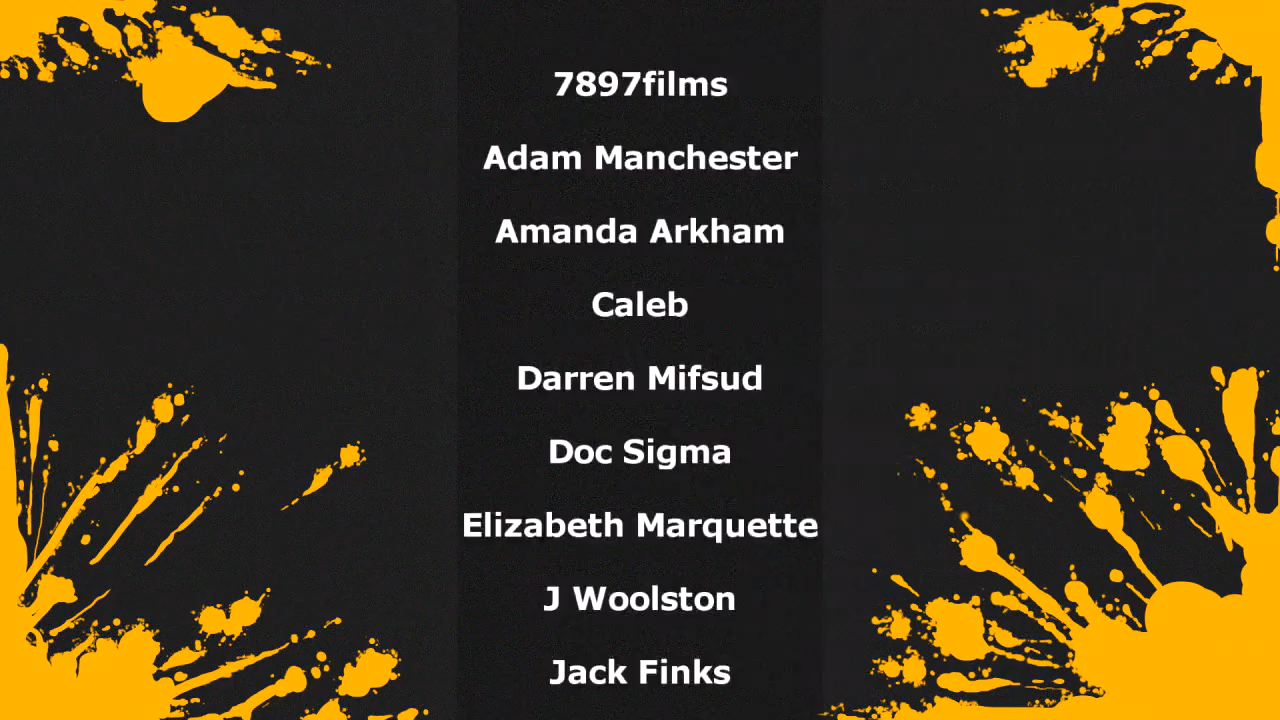 7897films
Adam Manchester
Amanda Arkham
Caleb
Darren Mifsud
Doc Sigma
Elizabeth Marquette
J Woolston
Jack Finks